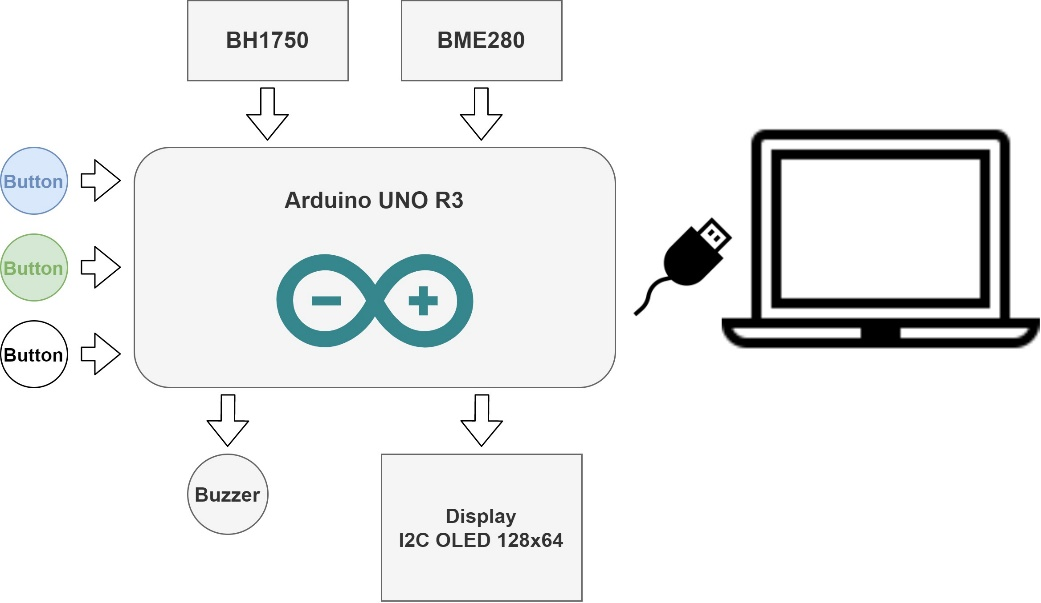 BH1750
BME280
Button
Arduino UNO R3
Button
Button
Buzzer
Display
I2C OLED 128x64